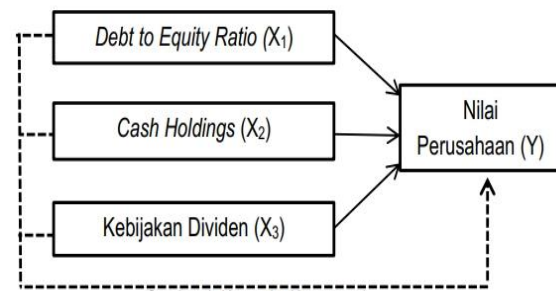 Debt to Equity Ratio (X₁)
Cash Holdings (X₂)
Kebijakan Dividen (X₃)
Nilai
Perusahaan (Y)